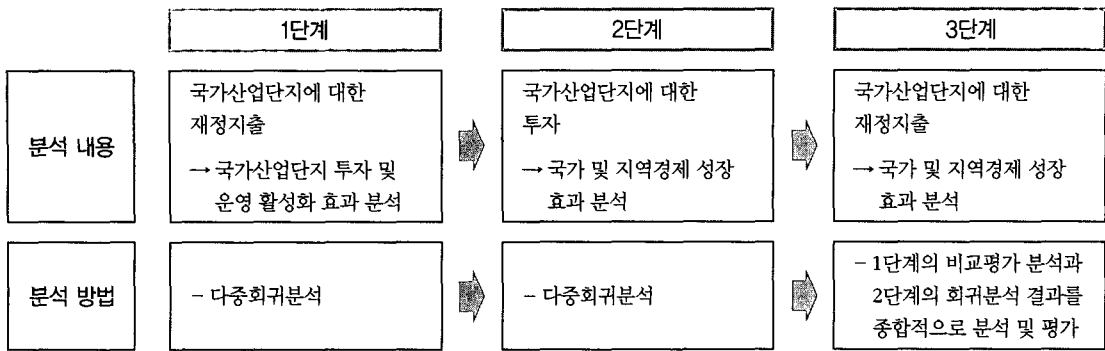 1단계
2단계
3단계
분석 내용
국가산업단지에 대한
재정지출
→ 국가산업단지 투자 및
운영 활성화 효과 분석
국가산업단지에 대한
투자
→ 국가 및 지역경제 성장
효과 분석
국가산업단지에 대한
재정지출
→ 국가 및 지역경제 성장
효과 분석
분석 방법
- 다중회귀분석
- 다중회귀분석
- 1단계의 비교평가 분석과
2단계의 회귀분석 결과를
종합적으로 분석 및 평가